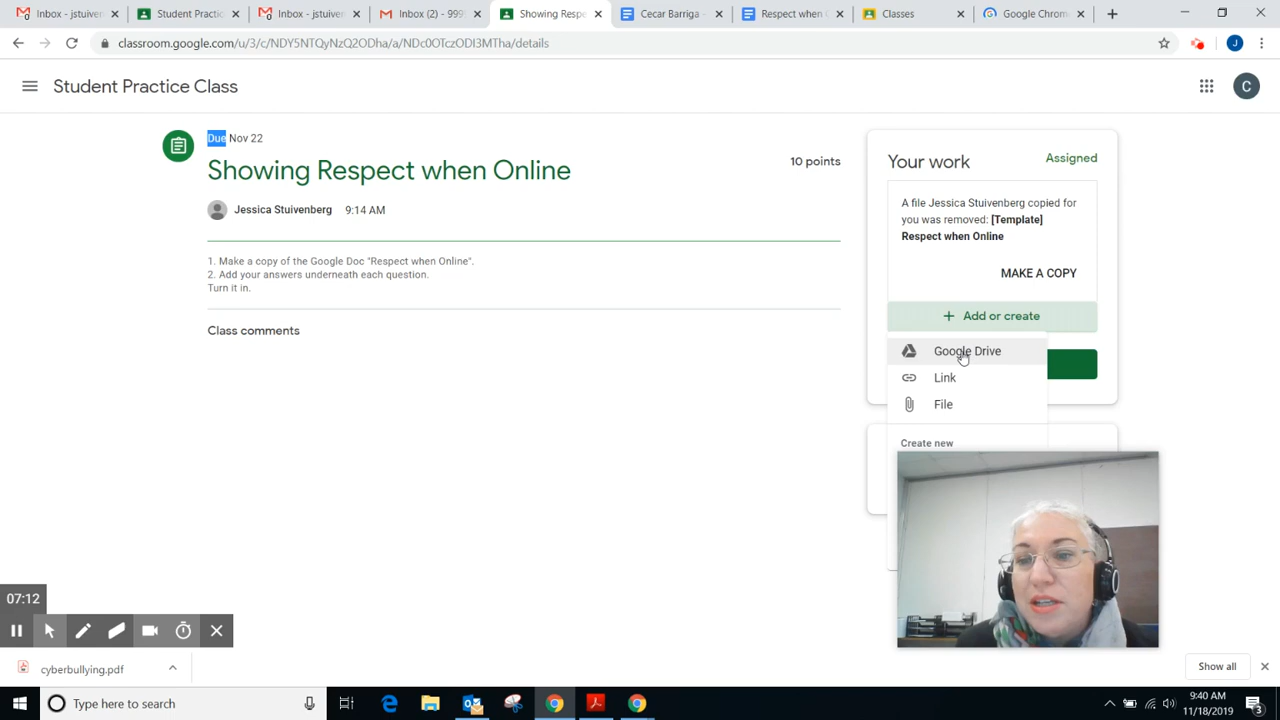 Inbox - jstuiven
Student Practic
Inbox - jstuiven
Inbox (2) - 999
Showing Resp
Cecar Barriga -
Respect when O
Classes
Google Chrom
classroom.google.com/u/3/c/NDY5NTQyNzQ2ODha/a/NDc0OTczODI3MTha/details
J
Student Practice Class
C
Due Nov 22
Showing Respect when Online
10 points
Jessica Stuivenberg 9:14 AM
1. Make a copy of the Google Doc "Respect when Online".
2. Add your answers underneath each question.
Turn it in.
Class comments
Your work
Assigned
A file Jessica Stuivenberg copied for
you was removed: [Template]
Respect when Online
MAKE A COPY
+ Add or create
Google Drive
Link
File
Create new
07:12
cyberbullying.pdf
Show all
Type here to search
9:40 AM
11/18/2019
3